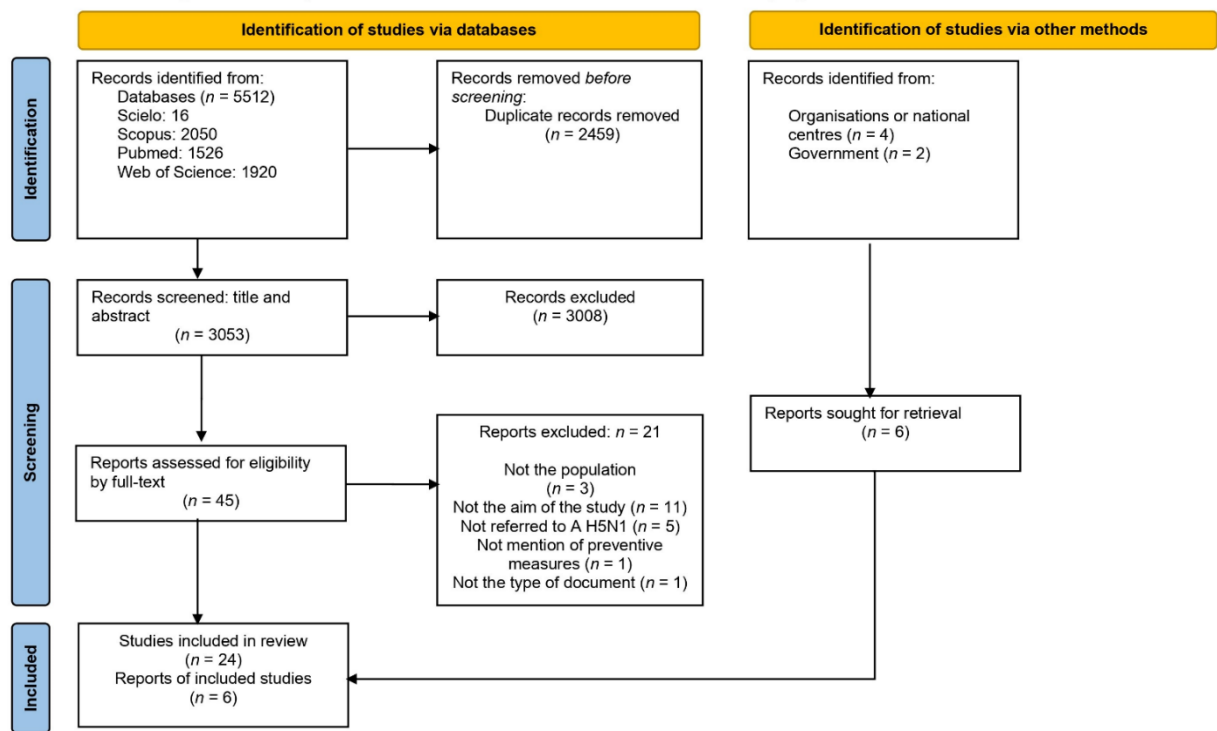 Identification of studies via databases
Identification of studies via other methods
Identification
Records identified from:
Databases (n = 5512)
Scielo: 16
Scopus: 2050
Pubmed: 1526
Web of Science: 1920
Records removed before
screening:
Duplicate records removed
(n = 2459)
Records identified from:
Organisations or national
centres (n = 4)
Government (n = 2)
Screening
Records screened: title and
abstract
(n = 3053)
Records excluded
(n = 3008)
Reports sought for retrieval
(n = 6)
Reports assessed for eligibility
by full-text
(n = 45)
Reports excluded: n = 21
Not the population
(n = 3)
Not the aim of the study (n = 11)
Not referred to A H5N1 (n = 5)
Not mention of preventive
measures (n = 1)
Not the type of document (n = 1)
Included
Studies included in review
(n = 24)
Reports of included studies
(n = 6)